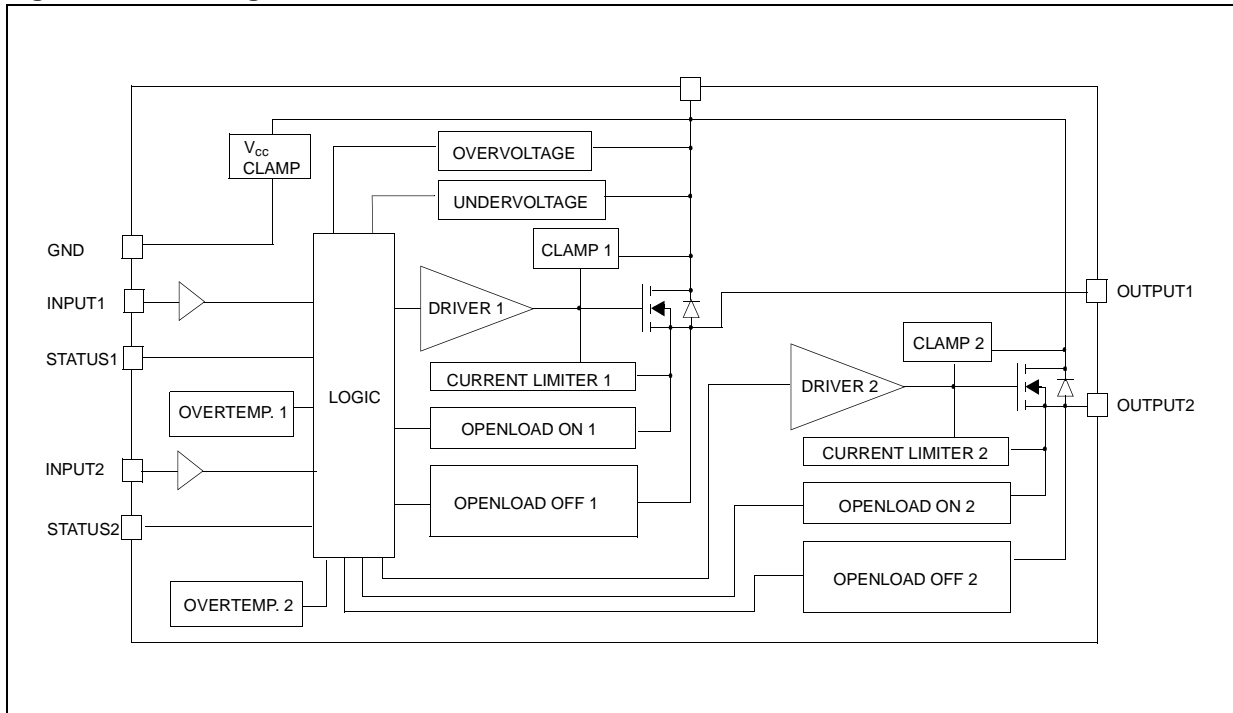 V_CC
CLAMP
OVERVOLTAGE
UNDERVOLTAGE
GND
CLAMP 1
INPUT1
DRIVER 1
OUTPUT1
STATUS1
CLAMP 2
CURRENT LIMITER 1
DRIVER 2
LOGIC
OVERTEMP. 1
OPENLOAD ON 1
OUTPUT2
INPUT2
CURRENT LIMITER 2
OPENLOAD OFF 1
OPENLOAD ON 2
STATUS2
OPENLOAD OFF 2
OVERTEMP. 2